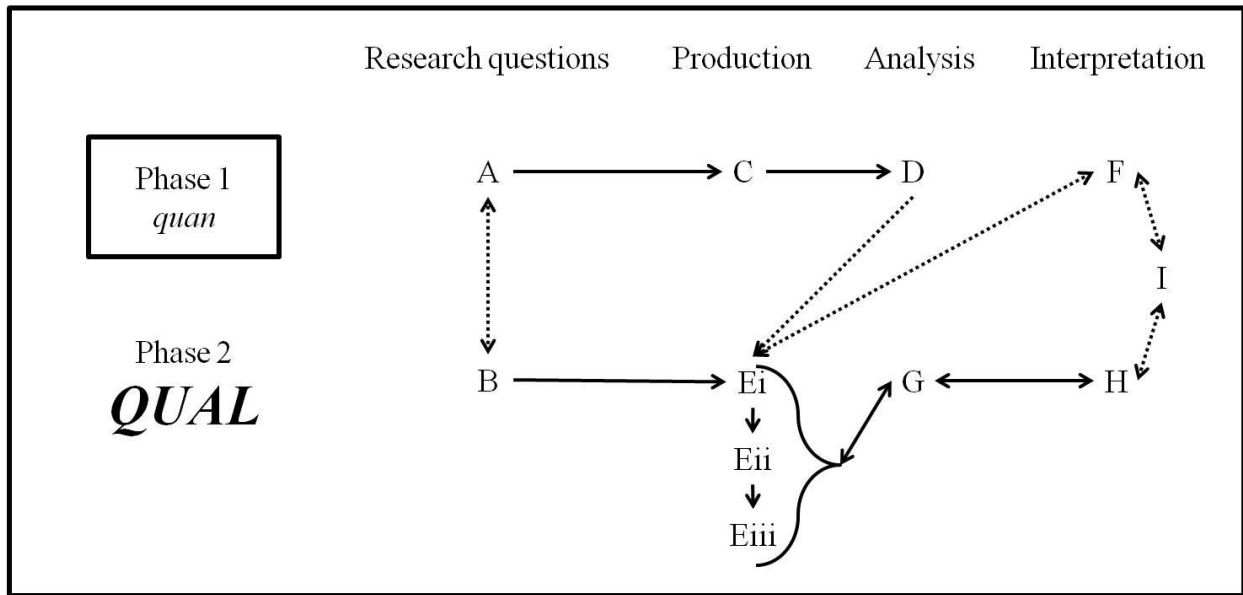 Research questions Production Analysis Interpretation
Phase 1
quan
A C D F
I
Phase 2
QUAL
B Ei G H
Eii
Eiii